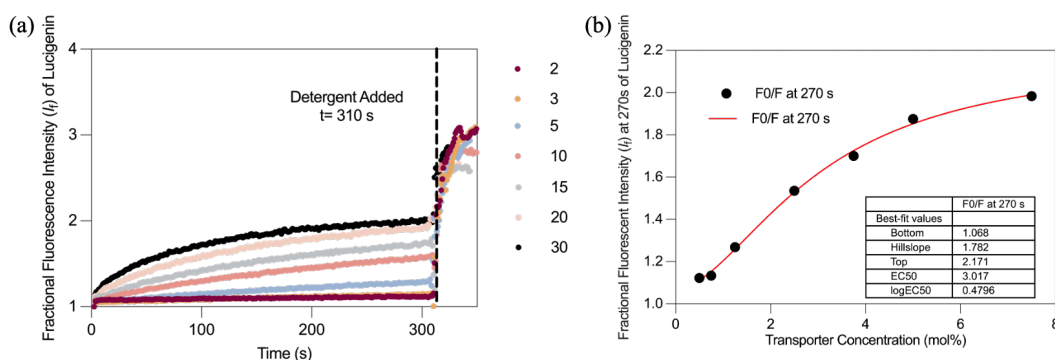 (a)
Fractional Fluorescence Intensity (If) of Lucigenin
4
3
2
1
0
100
200
300
Time (s)
Detergent Added
t= 310 s
2
3
5
10
15
20
30
(b)
Fractional Fluorescent Intensity (If) at 270s of Lucigenin
2.2
2.0
1.8
1.6
1.4
1.2
1.0
0
2
4
6
8
Transporter Concentration (mol%)
F0/F at 270 s
F0/F at 270 s
F0/F at 270 s
Best-fit values
Bottom 1.068
Hillslope 1.782
Top 2.171
EC50 3.017
logEC50 0.4796